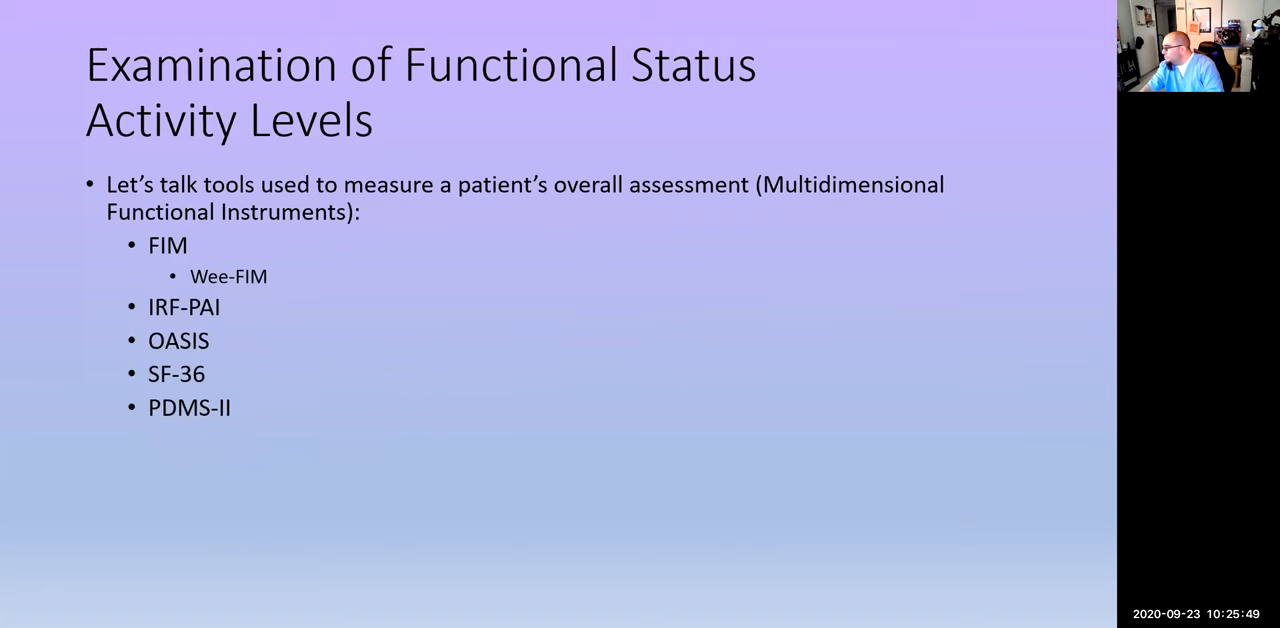 Examination of Functional Status
Activity Levels
• Let’s talk tools used to measure a patient’s overall assessment (Multidimensional
Functional Instruments):
• FIM
• Wee-FIM
• IRF-PAI
• OASIS
• SF-36
• PDMS-II
2020-09-23 10:25:49